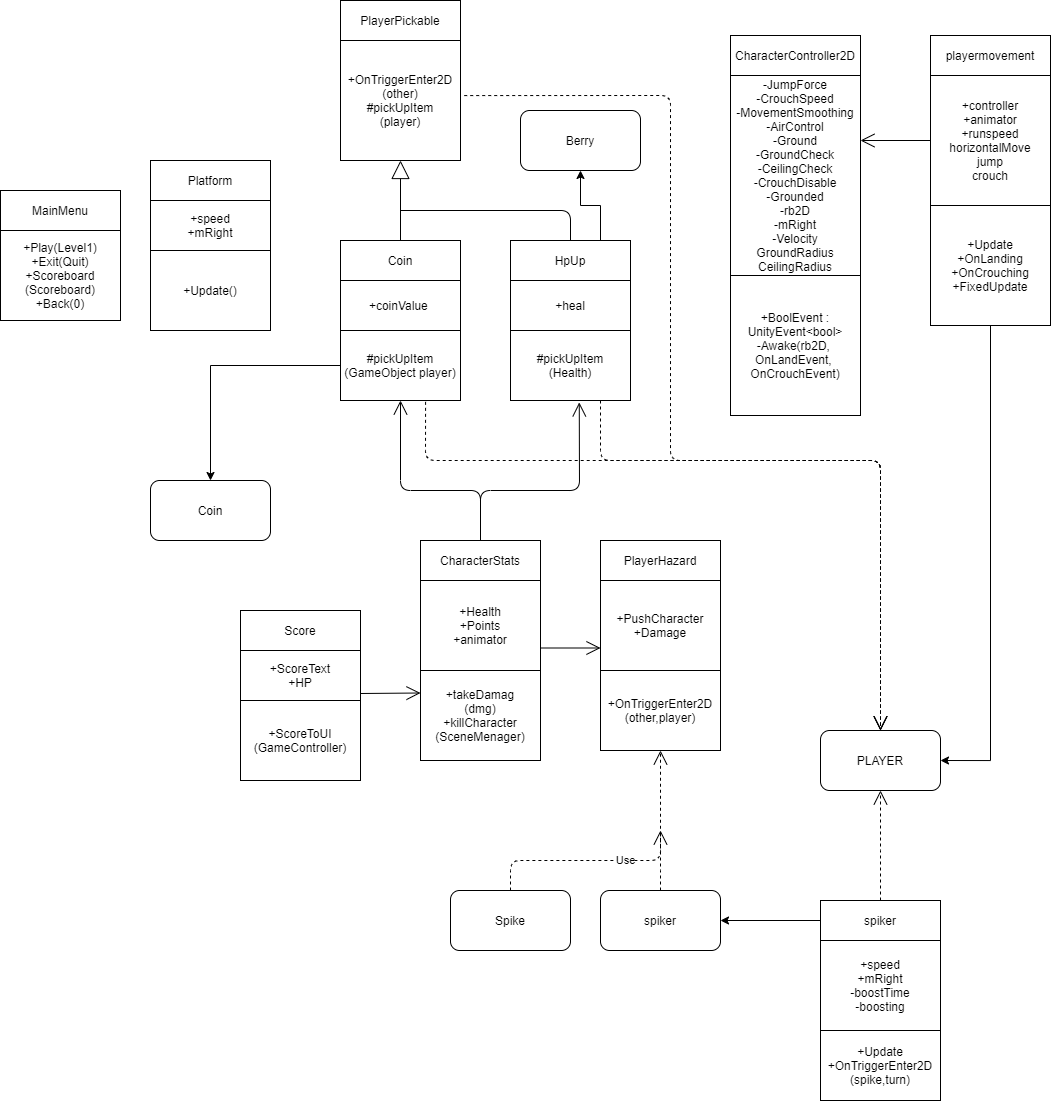 PlayerPickable
+OnTriggerEnter2D
(other)
#pickUpItem
(player)
CharacterController2D
-JumpForce
-CrouchSpeed
-MovementSmoothing
-AirControl
-Ground
-GroundCheck
-CeilingCheck
-CrouchDisable
-Grounded
-rb2D
-mRight
-Velocity
GroundRadius
CeilingRadius
+BoolEvent :
UnityEvent<bool>
-Awake(rb2D,
OnLandEvent,
OnCrouchEvent)
playermovement
+controller
+animator
+runspeed
horizontalMove
jump
crouch
+Update
+OnLanding
+OnCrouching
+FixedUpdate
Berry
Platform
+speed
+mRight
+Update()
MainMenu
+Play(Level1)
+Exit(Quit)
+Scoreboard
(Scoreboard)
+Back(0)
Coin
+coinValue
#pickUpItem
(GameObject player)
HpUp
+heal
#pickUpItem
(Health)
Coin
CharacterStats
+Health
+Points
+animator
+takeDamag
(dmg)
+killCharacter
(SceneMenager)
PlayerHazard
+PushCharacter
+Damage
+OnTriggerEnter2D
(other,player)
Score
+ScoreText
+HP
+ScoreToUI
(GameController)
PLAYER
Use
Spike
spiker
spiker
+speed
+mRight
-boostTime
-boosting
+Update
+OnTriggerEnter2D
(spike,turn)